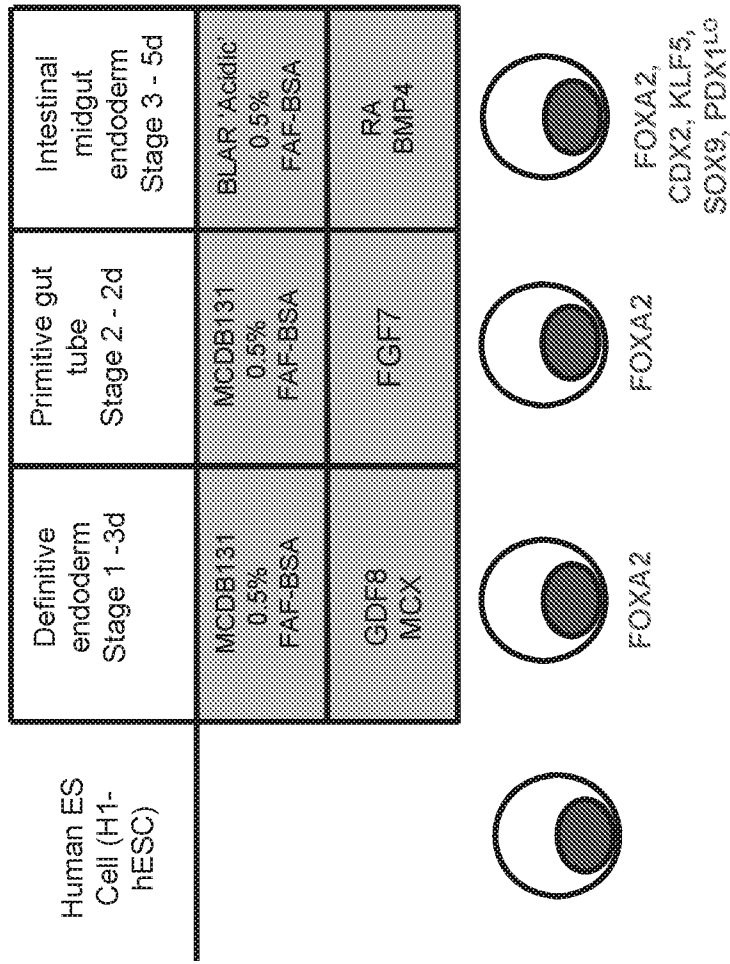 Human ES
Cell (H1-
hESC)
Definitive
endoderm
Stage 1 -3d
Primitive gut
tube
Stage 2 - 2d
Intestinal
midgut
endoderm
Stage 3 - 5d
MCDB131
0.5%
FAF-BSA
MCDB131
0.5%
FAF-BSA
BLAR 'Acidic'
0.5%
FAF-BSA
GDF8
MCX
FGF7
RA
BMP4
FOXA2
FOXA2
FOXA2,
CDX2, KLF5,
SOX9, PDX1ᴸᴼ